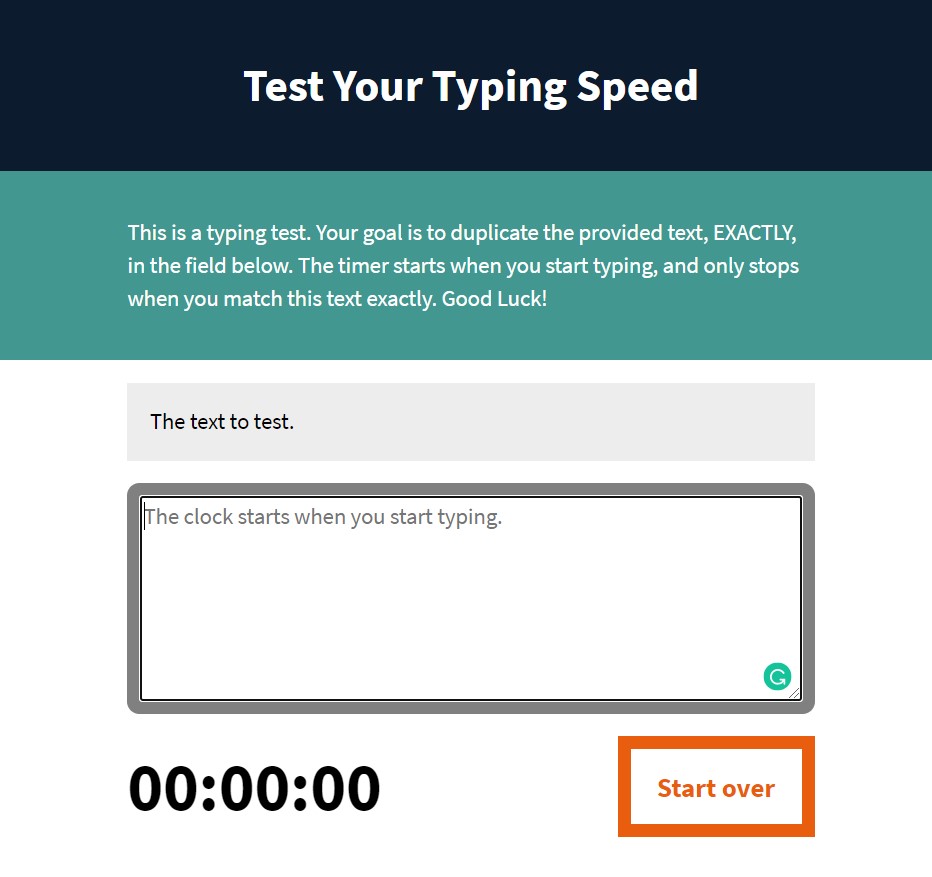 Test Your Typing Speed
This is a typing test. Your goal is to duplicate the provided text, EXACTLY,
in the field below. The timer starts when you start typing, and only stops
when you match this text exactly. Good Luck!
The text to test.
The clock starts when you start typing.
00:00:00
Start over